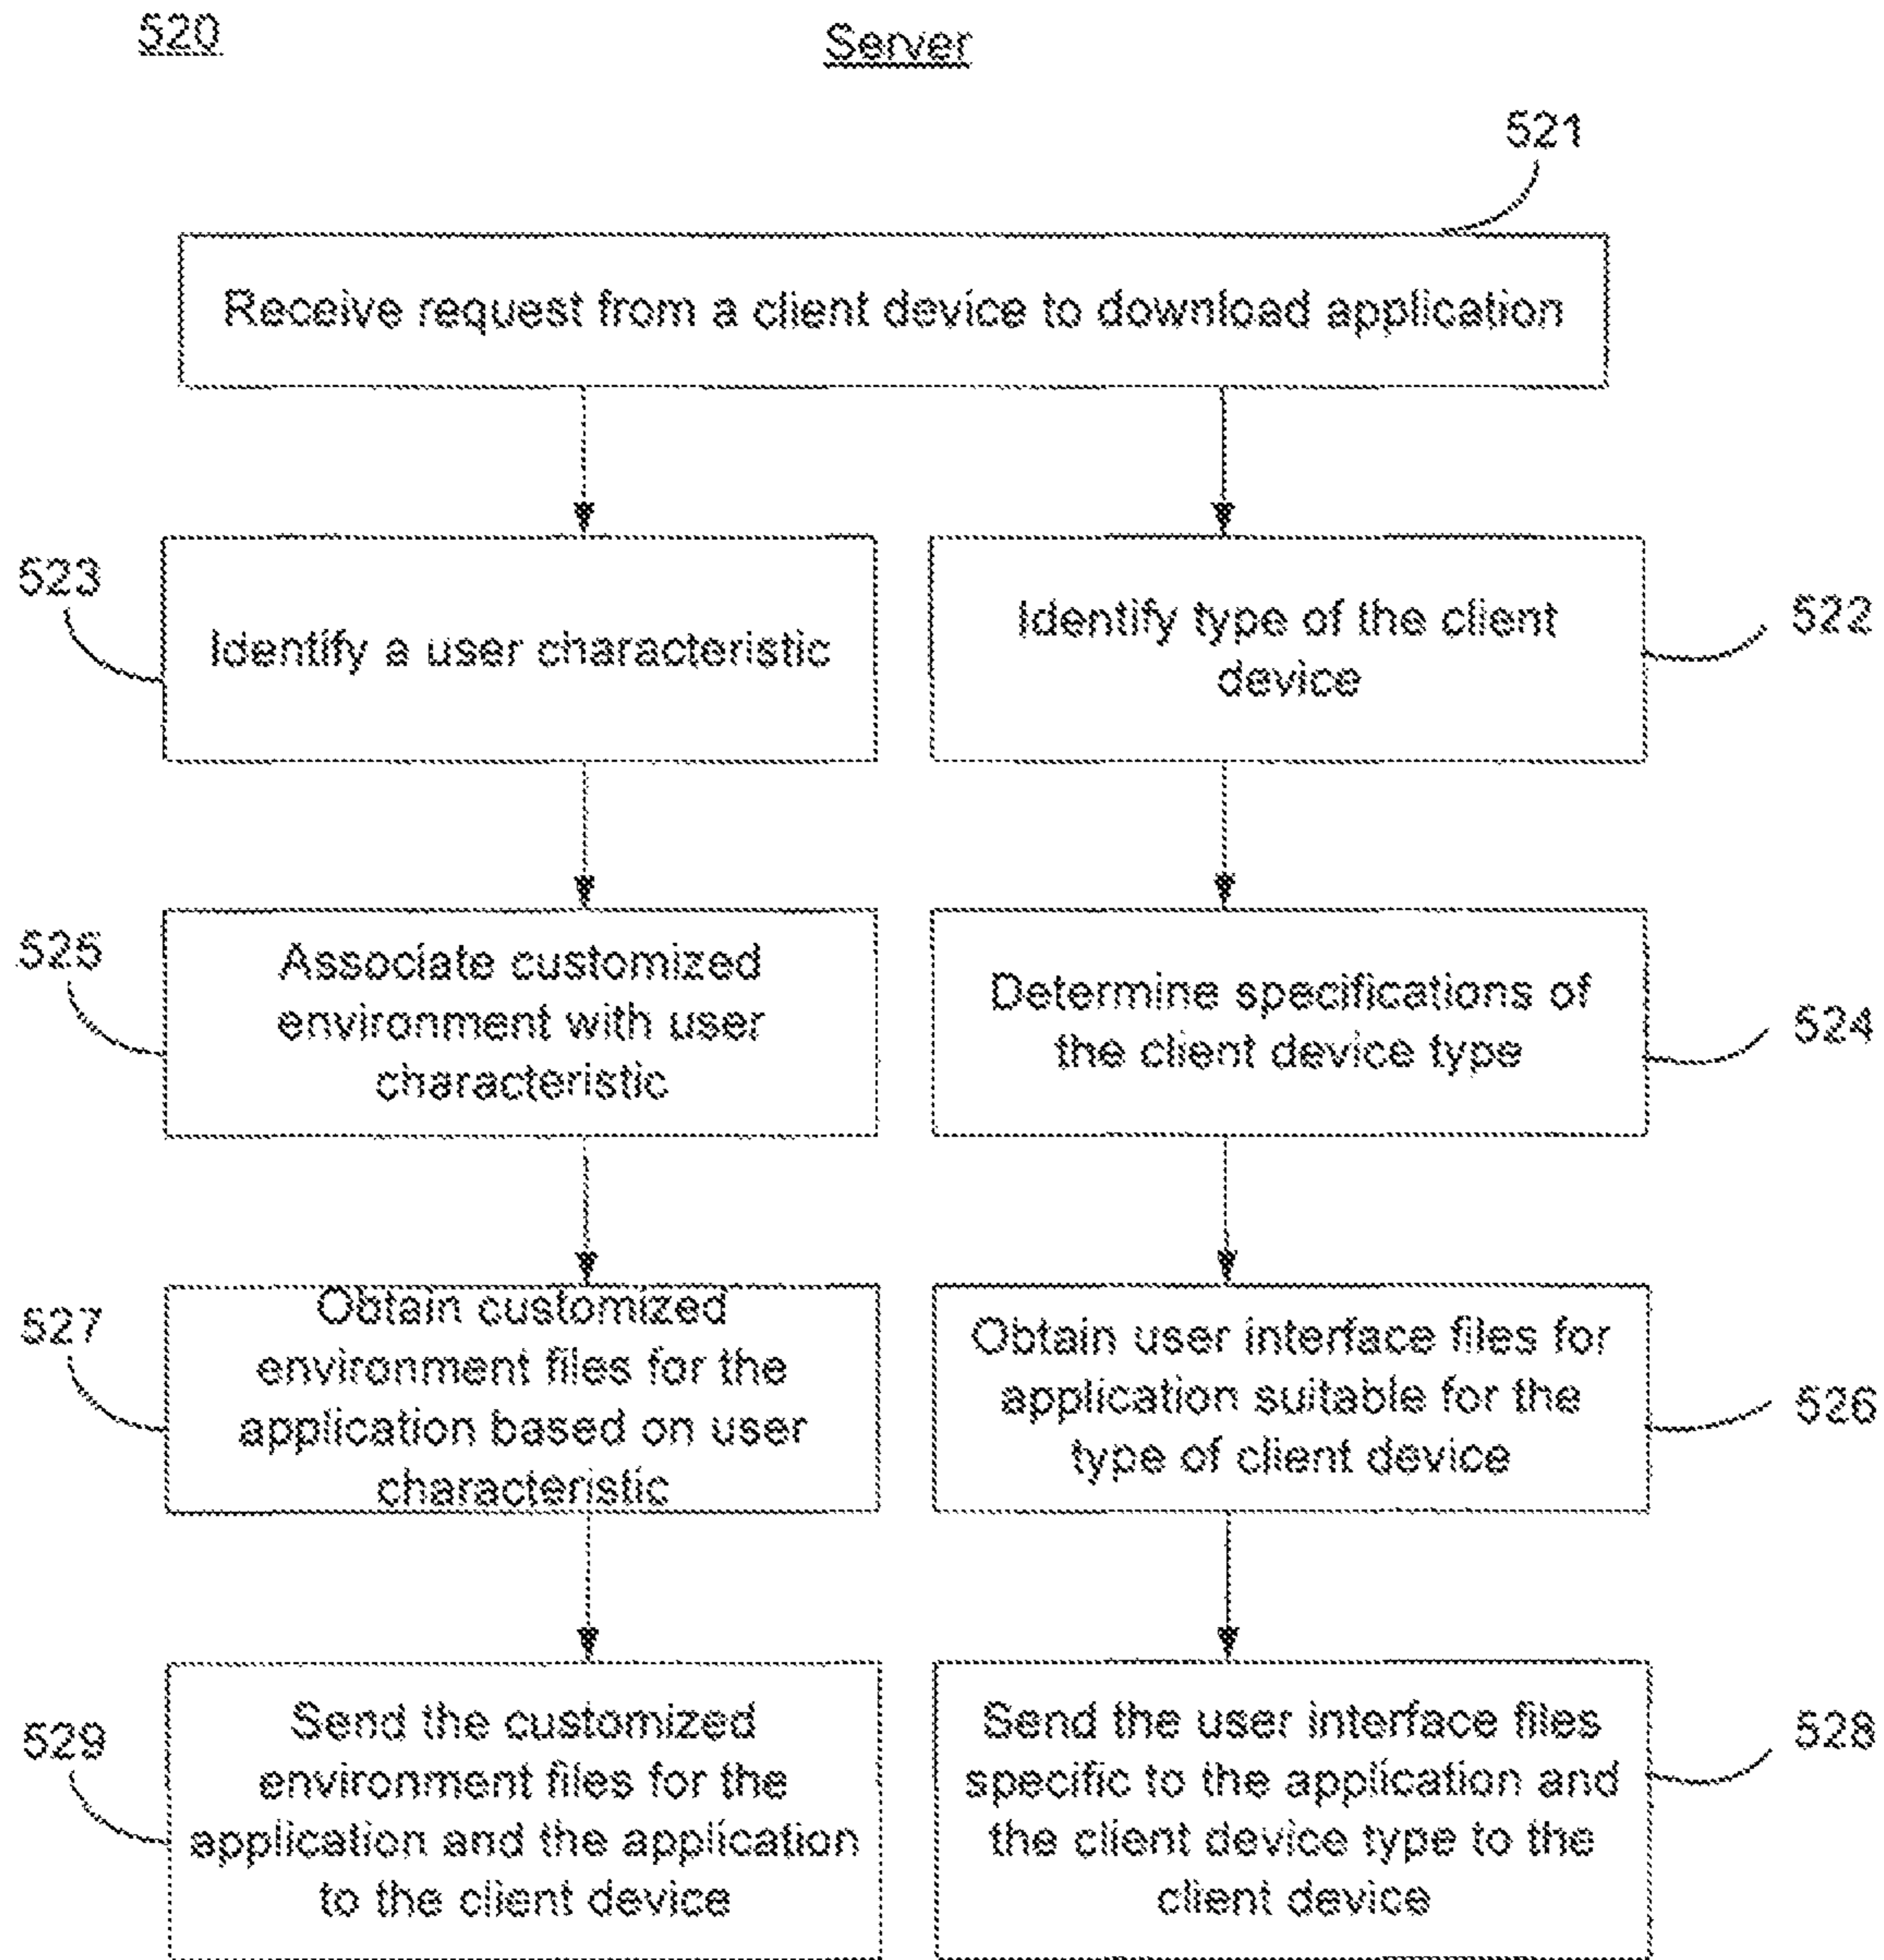 520
Server
521
Receive request from a client device to download application
523
Identify a user characteristic
Identify type of the client
device
522
525
Associate customized
environment with user
characteristic
Determine specifications of
the client device type
524
527
Obtain customized
environment files for the
application based on user
characteristic
Obtain user interface files for
application suitable for the
type of client device
526
529
Send the customized
environment files for the
application and the application
to the client device
Send the user interface files
specific to the application and
the client device type to the
client device
528